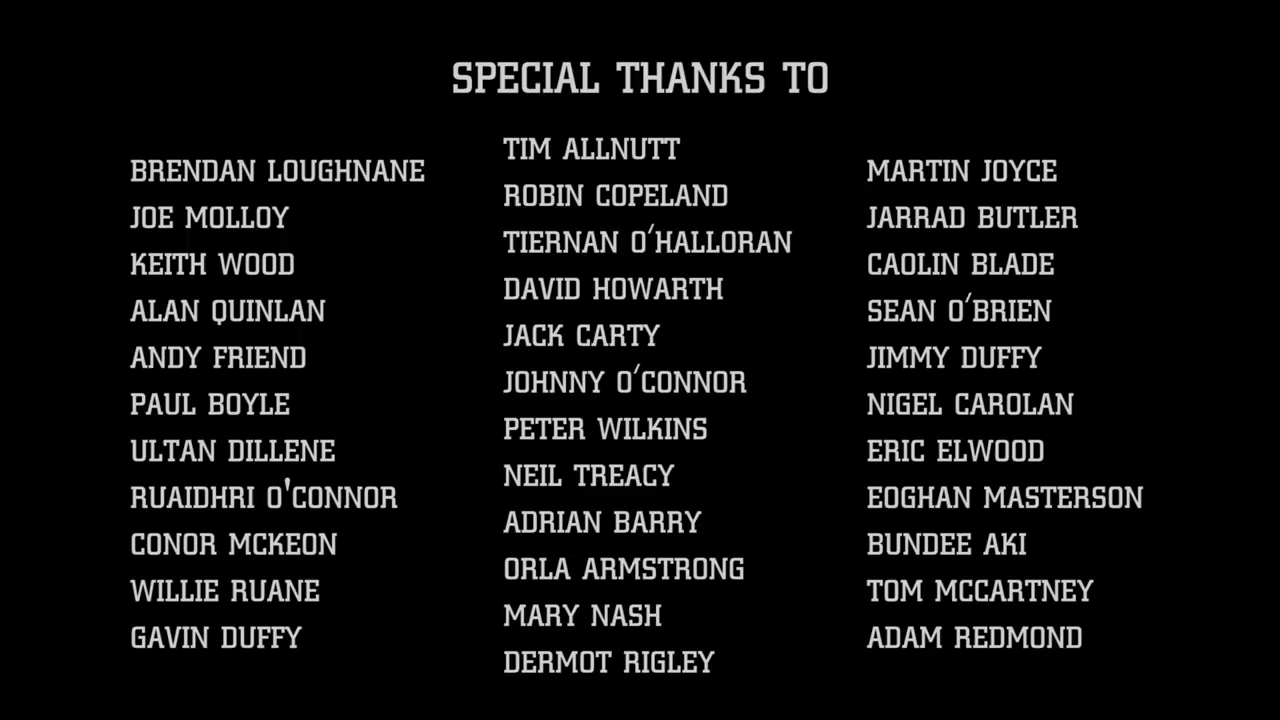 SPECIAL THANKS TO
BRENDAN LOUGHNANE
JOE MOLLOY
KEITH WOOD
ALAN QUINLAN
ANDY FRIEND
PAUL BOYLE
ULTAN DILLENE
RUAIDHRI O'CONNOR
CONOR MCKEON
WILLIE RUANE
GAVIN DUFFY
TIM ALLNUTT
ROBIN COPELAND
TIERNAN O'HALLORAN
DAVID HOWARTH
JACK CARTY
JOHNNY O'CONNOR
PETER WILKINS
NEIL TREACY
ADRIAN BARRY
ORLA ARMSTRONG
MARY NASH
DERMOT RIGLEY
MARTIN JOYCE
JARRAD BUTLER
CAOLIN BLADE
SEAN O'BRIEN
JIMMY DUFFY
NIGEL CAROLAN
ERIC ELWOOD
EOGHAN MASTERSON
BUNDEE AKI
TOM MCCARTNEY
ADAM REDMOND